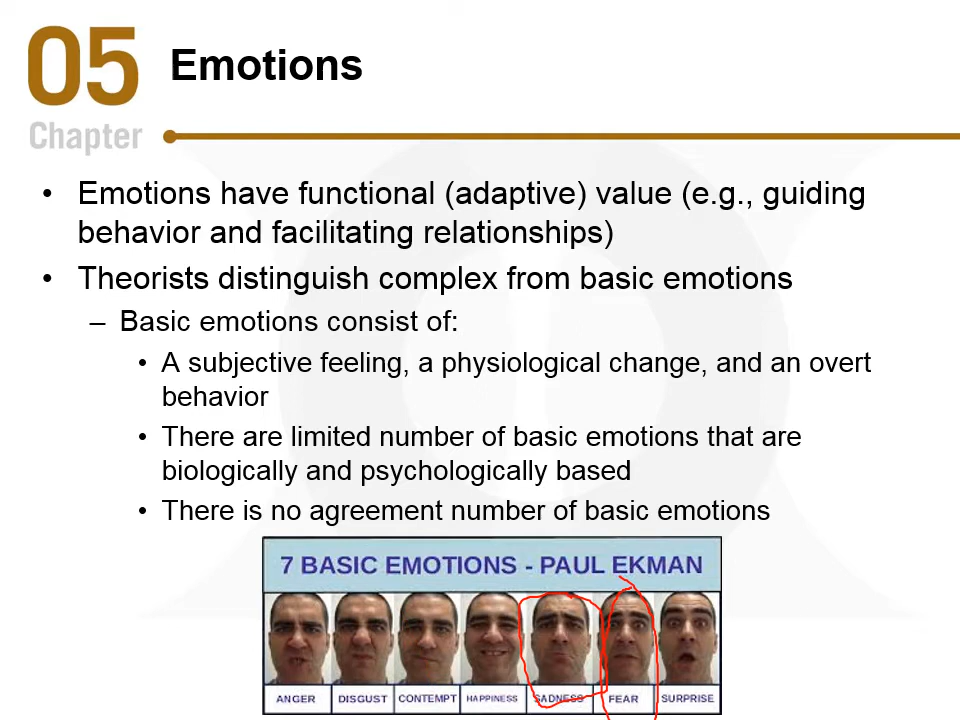 05
Chapter
Emotions
• Emotions have functional (adaptive) value (e.g., guiding
behavior and facilitating relationships)
• Theorists distinguish complex from basic emotions
– Basic emotions consist of:
• A subjective feeling, a physiological change, and an overt
behavior
• There are limited number of basic emotions that are
biologically and psychologically based
• There is no agreement number of basic emotions
7 BASIC EMOTIONS - PAUL EKMAN
ANGER DISGUST CONTEMPT HAPPINESS SADNESS FEAR SURPRISE